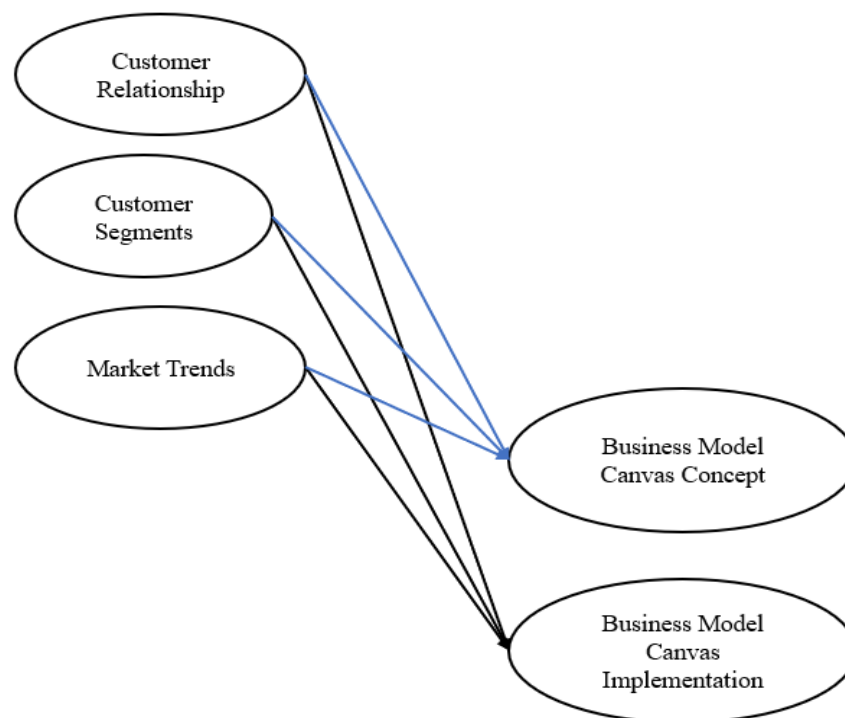 Customer
Relationship
Customer
Segments
Market Trends
Business Model
Canvas Concept
Business Model
Canvas
Implementation